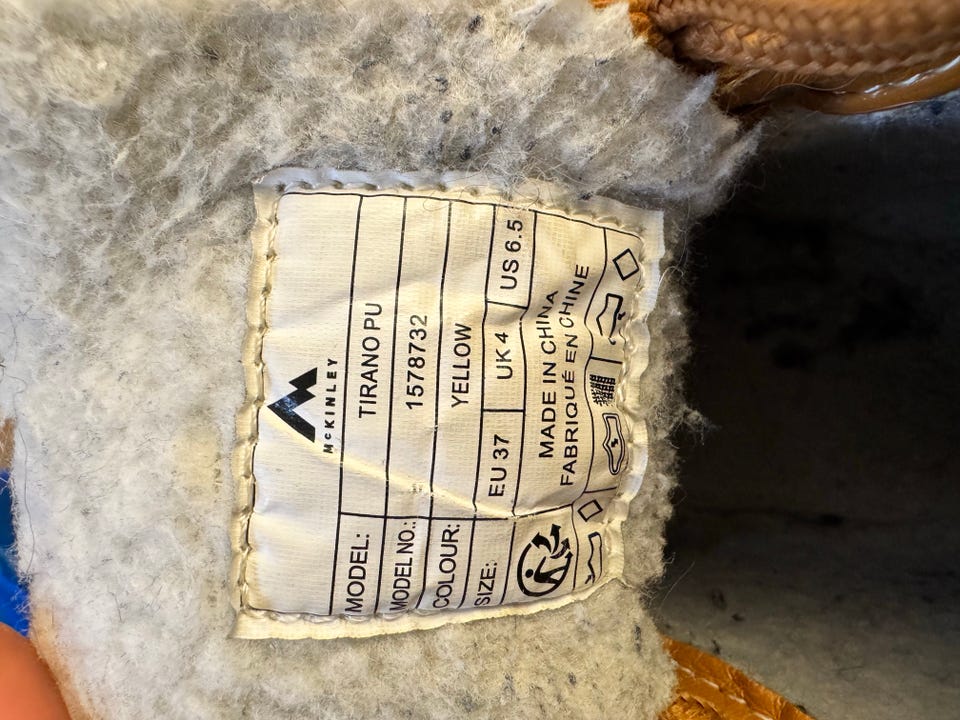 McKINLEY
MODEL: TIRANO PU
MODEL NO.: 1578732
COLOUR: YELLOW
SIZE: EU 37 UK 4 US 6.5
MADE IN CHINA
FABRIQUÉ EN CHINE